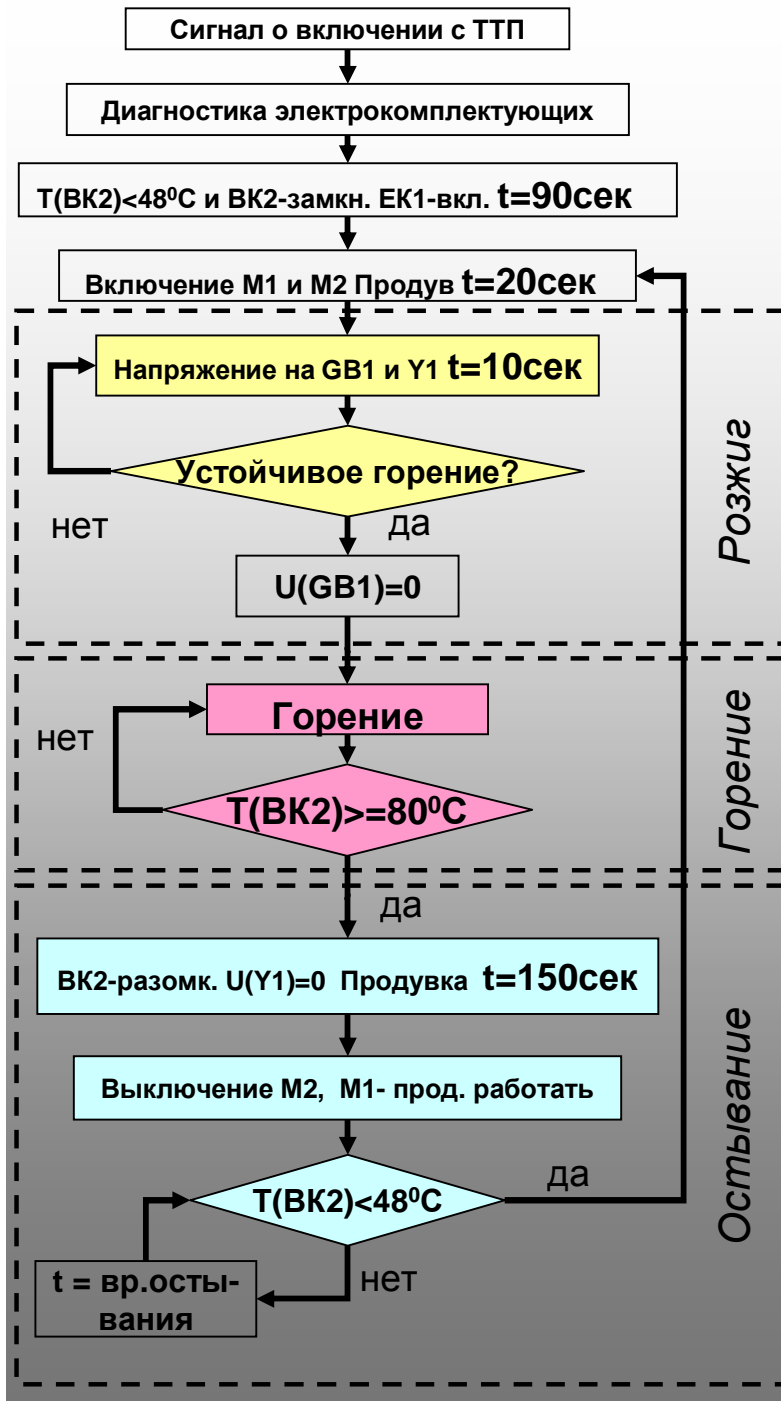 Сигнал о включении с ТТП
Диагностика электрокомплектующих
Т(ВК2)<48⁰С и ВК2-замкн. ЕК1-вкл. t=90сек
Включение М1 и М2 Продув t=20сек
Напряжение на GB1 и Y1 t=10сек
Устойчивое горение?
нет
да
U(GB1)=0
Розжиг
Горение
нет
Т(ВК2)>=80⁰С
Горение
да
ВК2-разомк. U(Y1)=0 Продувка t=150сек
Выключение М2, М1- прод. работать
Т(ВК2)<48⁰С
да
нет
t = вр.осты-
вания
Остывание